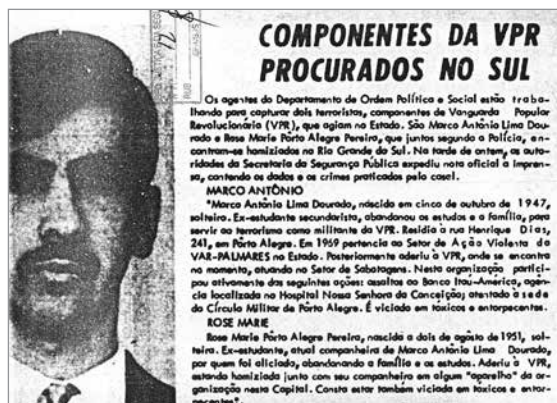 COMPONENTES DA VPR
PROCURADOS NO SUL
Os agentes do Departamento de Ordem Política e Social estão traba-
lhando para capturar dois terroristas, componentes de Vanguarda Popular
Revolucionária (VPR), que agiam no Estado. São Marco Antônio Lima Dou-
rado e Rose Marie Pôrto Alegre Pereira, que juntos segundo a Polícia, en-
contram-se homiziados no Rio Grande do Sul. Na tarde de ontem, as auto-
ridades da Secretaria da Segurança Pública expediu nota oficial a impren-
sa, contendo os dados e os crimes praticados pelo casel.
MARCO ANTÔNIO
"Marco Antônio Lima Dourado, nascido em cinco de outubro de 1947,
solteiro. Ex-estudante secundarista, abandonou os estudos e a família, para
servir ao terrorismo como militante da VPR. Residia à rua Henrique Dias,
241, em Pôrto Alegre. Em 1969 pertencia ao Setor de Ação Violenta da
VAR-PALMARES no Estado. Posteriormente aderiu à VPR, onde se encontra
no momento, atuando no Setor de Sabotagens. Nesta organização partici-
pou ativamente das seguintes ações: assaltos ao Banco Itaú-América, agên-
cia localizada no Hospital Nossa Senhora da Conceição; atentado à sede
do Círculo Militar de Pôrto Alegre. É viciado em tóxicos e entorpecentes.
ROSE MARIE
Rose Marie Pôrto Alegre Pereira, nascida a dois de agôsto de 1951, sol-
teira. Ex-estudante, atual companheira de Marco Antônio Lima Dourado,
por quem foi aliciada, abandonando a família e os estudos. Aderiu à VPR,
estando homiziada junto com seu companheiro em algum "aparelho" da or-
ganização nesta Capital. Consta estar também viciada em tóxicos e entor-
pecentes".